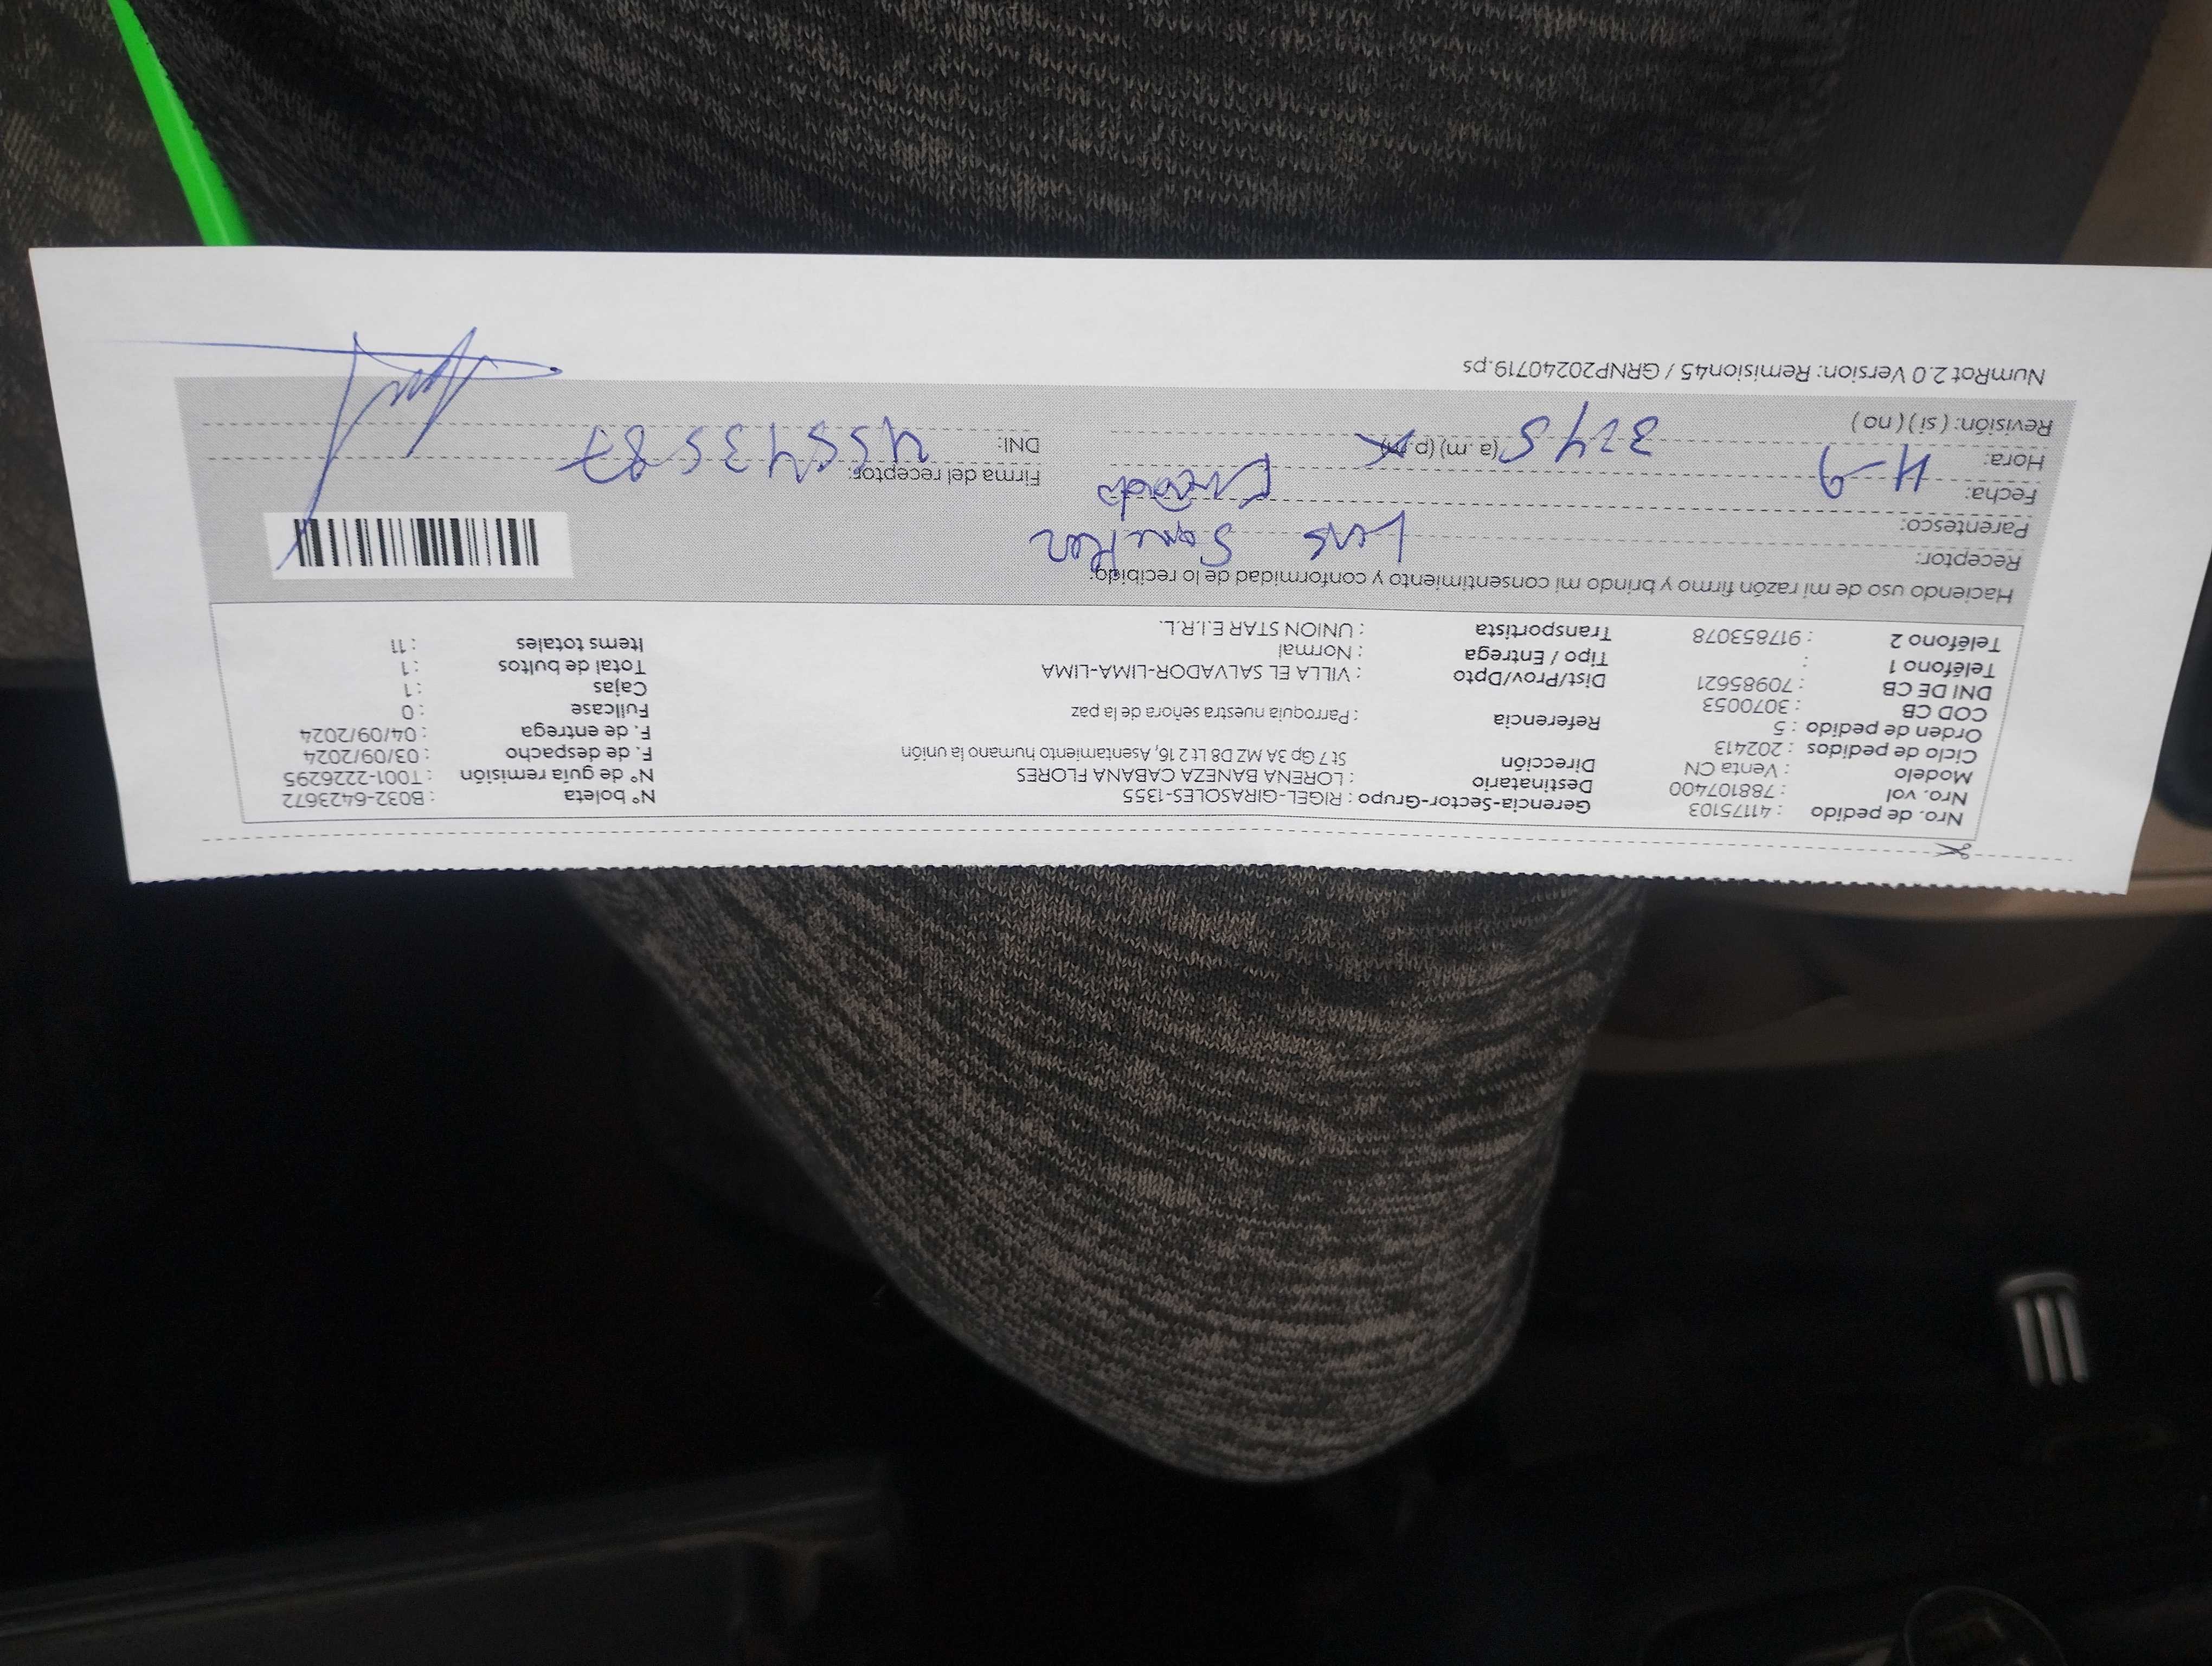 Nro. de pedido : 41175103 Gerencia-Sector-Grupo : RIGEL-GIRASOLES-1355 N° boleta : B032-6423672
Nro. vol : 788107400 Destinatario : LORENA BANEZA CABANA FLORES N° de guía remisión : T001-2226295
Modelo : Venta CN Dirección St 7 Gp 3A MZ D8 Lt 2 16, Asentamiento humano la unión F. de despacho : 03/09/2024
Ciclo de pedidos : 202413 F. de entrega : 04/09/2024
Orden de pedido : 5 Referencia : Parroquia nuestra señora de la paz Fullcase : 0
COD CB : 3070053 Cajas : 1
DNI DE CB : 70985621 Dist/Prov/Dpto : VILLA EL SALVADOR-LIMA-LIMA Total de bultos : 1
Teléfono 1 : Tipo / Entrega : Normal Items totales : 11
Teléfono 2 : 917853078 Transportista : UNION STAR E.I.R.L.
Haciendo uso de mi razón firmo y brindo mi consentimiento y conformidad de lo recibido:
Receptor:
Parentesco:
Fecha: 4-9 Firma del receptor:
Hora: 3:45 (a. m) (p. m) DNI: 45543587
Revisión: ( si ) ( no )
NumRot 2.0 Version: Remision45 / GRNP20240719.ps